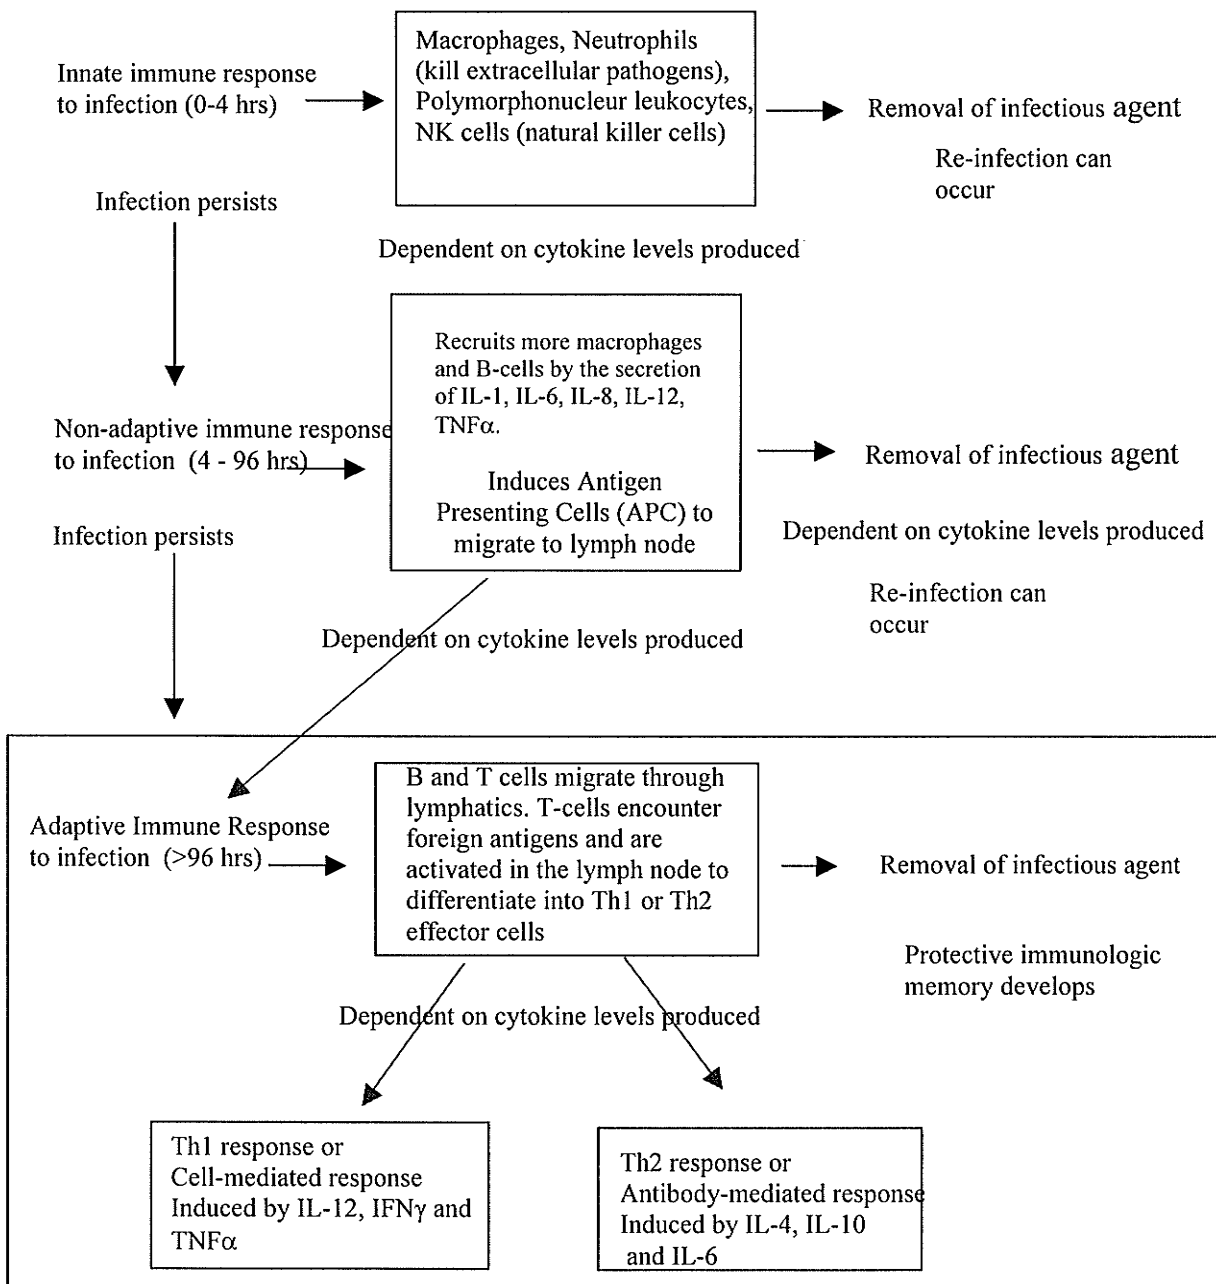 Innate immune response
to infection (0-4 hrs)
Macrophages, Neutrophils
(kill extracellular pathogens),
Polymorphonucleur leukocytes,
NK cells (natural killer cells)
Removal of infectious agent
Re-infection can
occur
Infection persists
Dependent on cytokine levels produced
Non-adaptive immune response
to infection (4 - 96 hrs)
Recruits more macrophages
and B-cells by the secretion
of IL-1, IL-6, IL-8, IL-12,
TNFα.
Induces Antigen
Presenting Cells (APC) to
migrate to lymph node
Removal of infectious agent
Dependent on cytokine levels produced
Re-infection can
occur
Infection persists
Dependent on cytokine levels produced
Adaptive Immune Response
to infection (>96 hrs)
B and T cells migrate through
lymphatics. T-cells encounter
foreign antigens and are
activated in the lymph node to
differentiate into Th1 or Th2
effector cells
Removal of infectious agent
Protective immunologic
memory develops
Dependent on cytokine levels produced
Th1 response or
Cell-mediated response
Induced by IL-12, IFNγ and
TNFα
Th2 response or
Antibody-mediated response
Induced by IL-4, IL-10
and IL-6